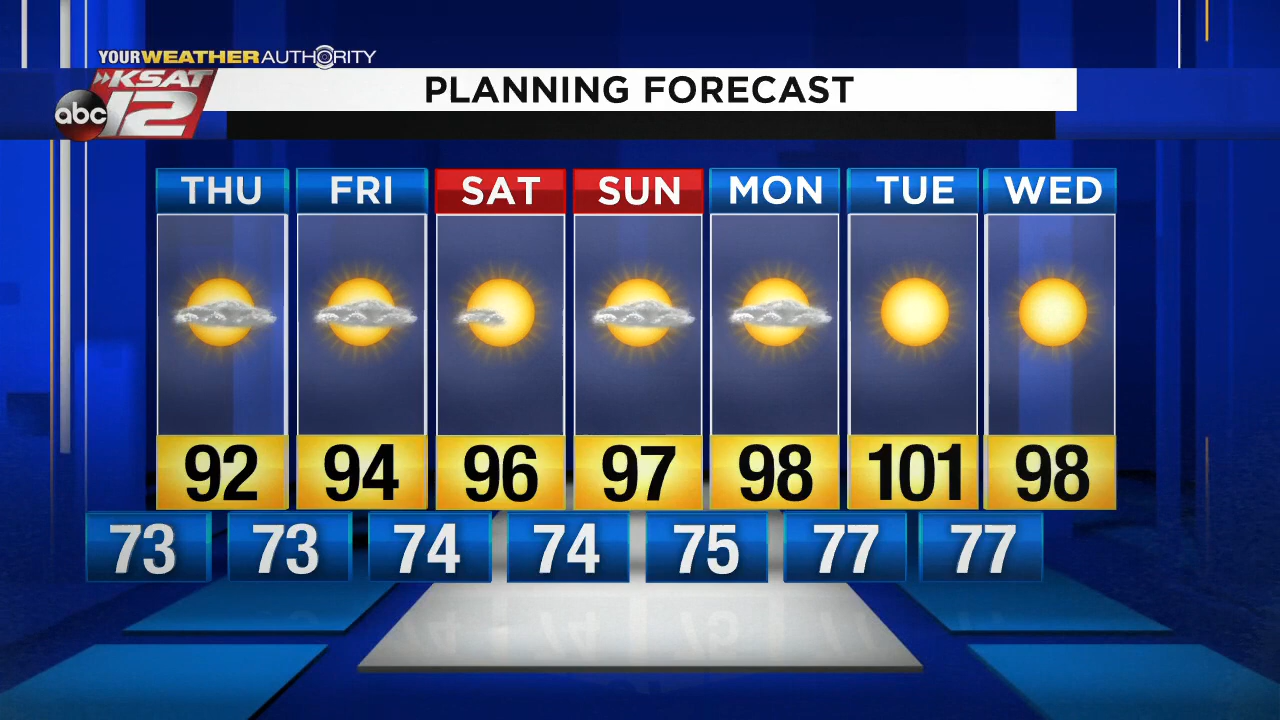 YOURWEATHERAUTHORITY
KSAT
abc 12
PLANNING FORECAST
THU FRI SAT SUN MON TUE WED
92 94 96 97 98 101 98
73 73 74 74 75 77 77